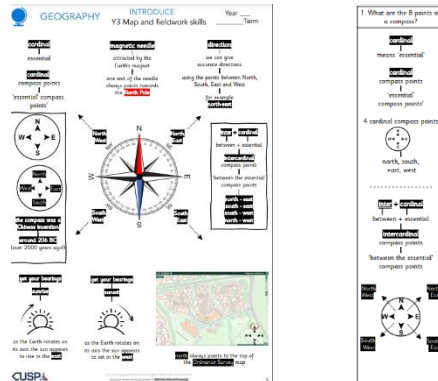 GEOGRAPHY
INTRODUCE
Y3 Map and fieldwork skills
Year
Term
cardinal
essential
cardinal
compass points
'essential' compass
points'
magnetic needle
attracted by the
Earth's magnet
one end of the needle
always points towards
the North Pole
direction
we can give
accurate directions
using the points between North,
South, East and West
for example
north-east
N
W E
S
North
West East
South
the compass was a
Chinese invention
around 206 BC
(over 2000 years ago!)
North
West
North
East
South
West
South
East
N
W
E
S
inter + cardinal
between + essential
intercardinal
compass points
'between the essential'
compass points
north - east
south - east
south - west
north - west
get your bearings
sunrise
as the Earth rotates on
its axis the sun appears
to rise in the east
get your bearings
sunset
as the Earth rotates on
its axis the sun appears
to set in the west
north always points to the top of
the Ordnance Survey map
CUSP
1. What are the 8 points o
a compass?
cardinal
means 'essential'
cardinal
compass points
'essential'
compass points'
4 cardinal compass points
north, south,
east, west
inter + cardinal
between + essential
intercardinal
compass points
'between the essential'
compass points
North
West
North
East
N
W E
S
South
West
South
East